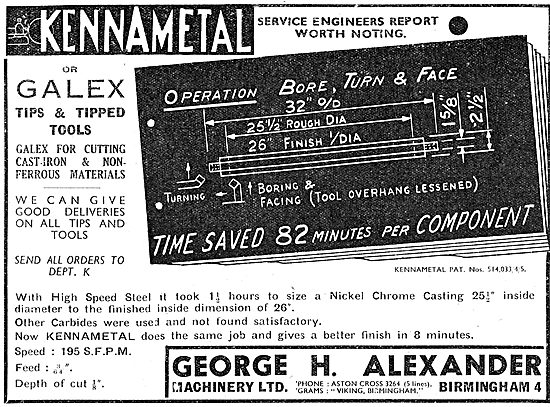 KENNAMETAL
SERVICE ENGINEERS REPORT
WORTH NOTING.
OR
GALEX
TIPS & TIPPED
TOOLS
GALEX FOR CUTTING
CAST-IRON & NON-
FERROUS MATERIALS
WE CAN GIVE
GOOD DELIVERIES
ON ALL TIPS AND
TOOLS
SEND ALL ORDERS TO
DEPT. K
OPERATION BORE, TURN & FACE
32" O/D
25½" ROUGH DIA
26" FINISH I/DIA
1 5/8"
2½"
TURNING
BORING &
FACING (TOOL OVERHANG LESSENED)
TIME SAVED 82 MINUTES PER COMPONENT
KENNAMETAL PAT. Nos. 514,033/4/5.
With High Speed Steel it took 1½ hours to size a Nickel Chrome Casting 25½" inside
diameter to the finished inside dimension of 26".
Other Carbides were used and not found satisfactory.
Now KENNAMETAL does the same job and gives a better finish in 8 minutes.
Speed : 195 S.F.P.M.
Feed :
Depth of cut
GEORGE H. ALEXANDER
MACHINERY LTD. 'PHONE : ASTON CROSS 3264 (5 lines). BIRMINGHAM 4
'GRAMS : "VIKING, BIRMINGHAM."